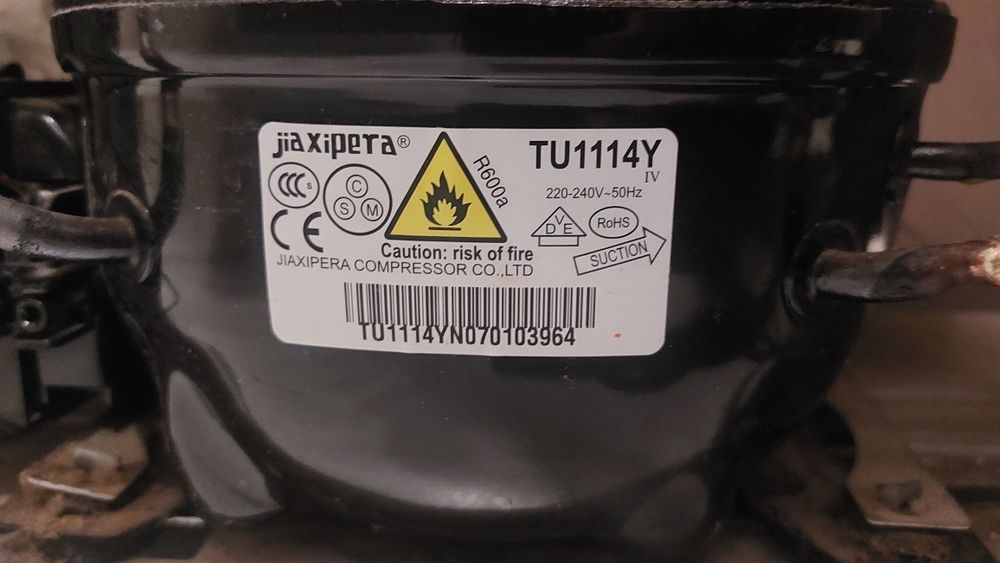 jiaxipera®
TU1114Y
IV
CCC S
C
S M
R600a
220-240V~50Hz
CE
VDE
RoHS
SUCTION
Caution: risk of fire
JIAXIPERA COMPRESSOR CO.,LTD
TU1114YN070103964